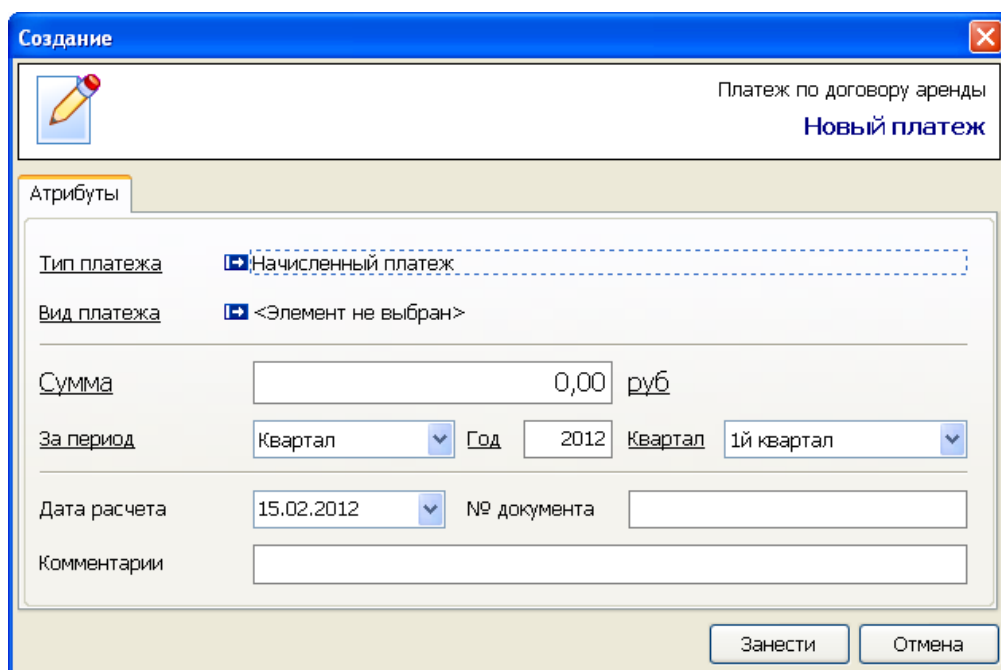 Создание
Платеж по договору аренды
Новый платеж
Атрибуты
Тип платежа Начисленный платеж
Вид платежа <Элемент не выбран>
Сумма 0,00 руб
За период Квартал Год 2012 Квартал 1й квартал
Дата расчета 15.02.2012 № документа
Комментарии
Занести Отмена